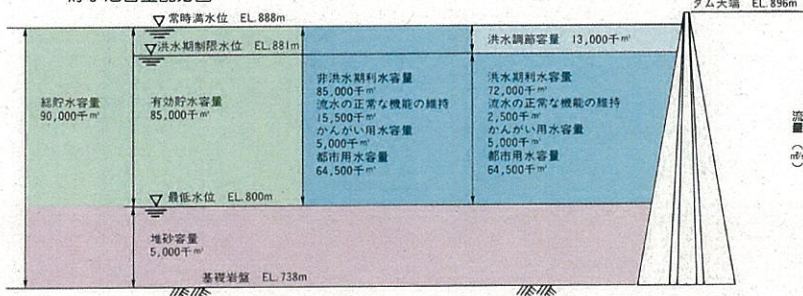 ダム天端 EL.896m
常時満水位 EL.888m
洪水期制限水位 EL.881m
洪水調節容量 13,000千㎥
総貯水容量
90,000千㎥
有効貯水容量
85,000千㎥
非洪水期利水容量
85,000千㎥
流水の正常な機能の維持
15,500千㎥
かんがい用水容量
5,000千㎥
都市用水容量
64,500千㎥
洪水期利水容量
72,000千㎥
流水の正常な機能の維持
2,500千㎥
かんがい用水容量
5,000千㎥
都市用水容量
64,500千㎥
流量
最低水位 EL.800m
堆砂容量
5,000千㎥
基礎岩盤 EL.738m